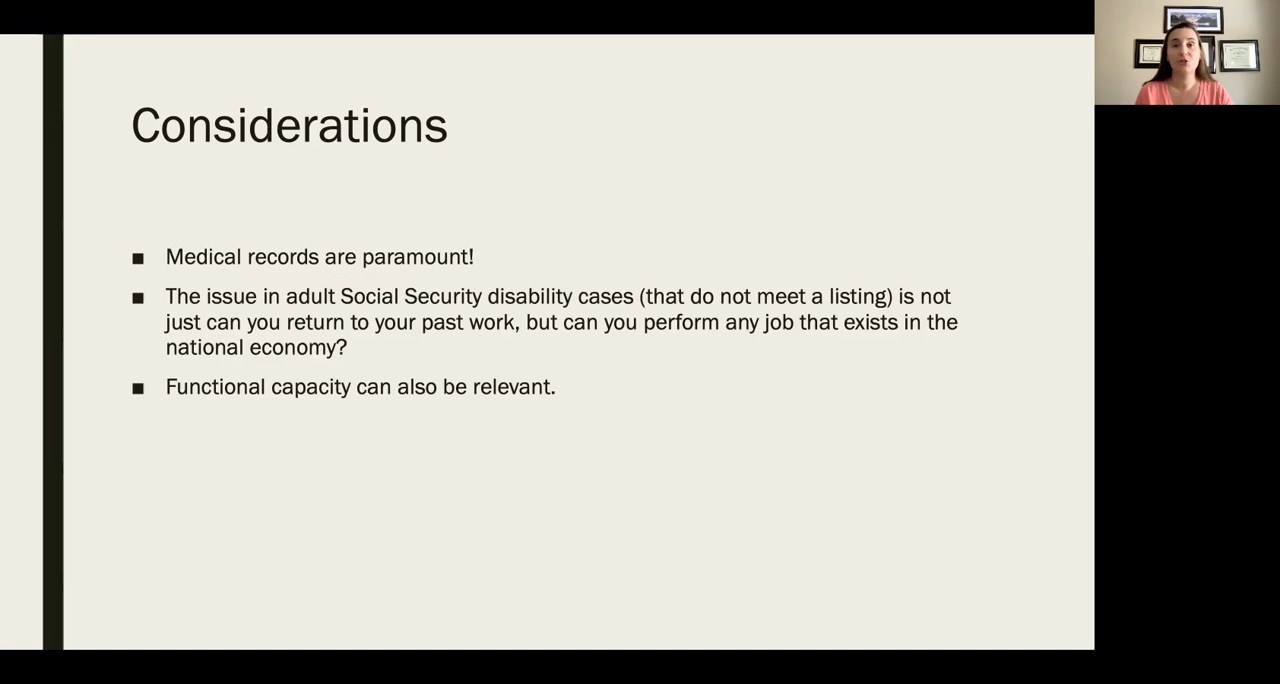 Considerations
■ Medical records are paramount!
■ The issue in adult Social Security disability cases (that do not meet a listing) is not
just can you return to your past work, but can you perform any job that exists in the
national economy?
■ Functional capacity can also be relevant.